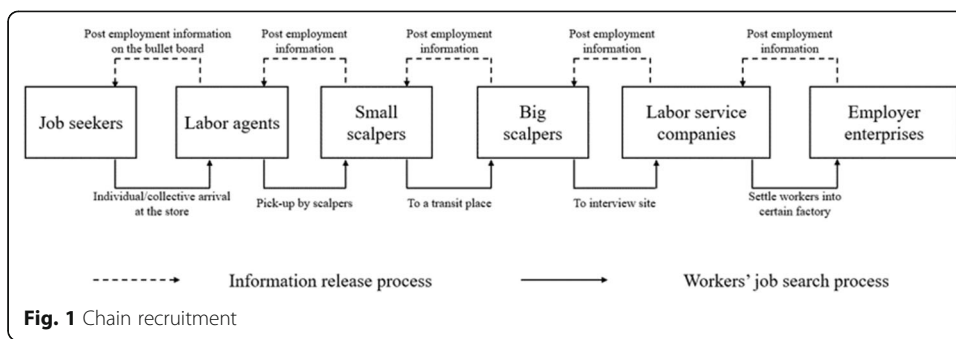 Post employment information
on the bullet board
Post employment
information
Post employment
information
Post employment
information
Post employment
information
Job seekers
Labor agents
Small
scalpers
Big
scalpers
Labor service
companies
Employer
enterprises
Individual/collective arrival
at the store
Pick-up by scalpers
To a transit place
To interview site
Settle workers into
certain factory
Information release process
Workers' job search process
Fig. 1 Chain recruitment